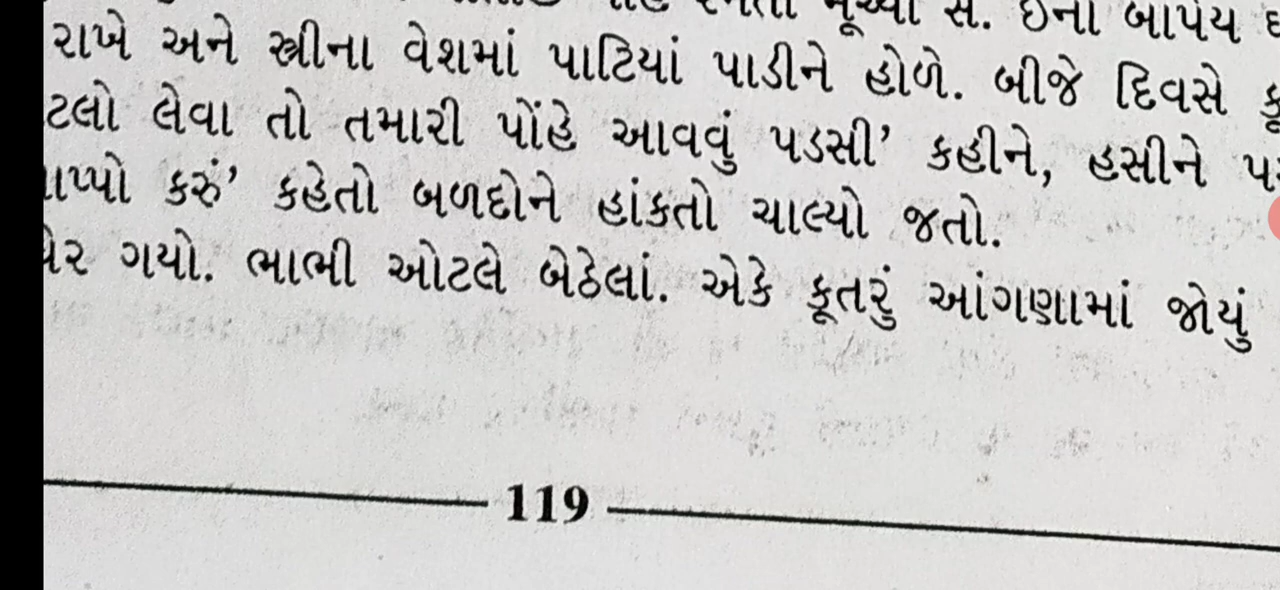 સ. ઇના બાપેય
રાખે અને સ્ત્રીના વેશમાં પાટિયાં પાડીને હોળે. બીજે દિવસે
લેવા તો તમારી પોંહે આવવું પડસી' કહીને, હસીને
કરું' કહેતો બળદોને હાંકતો ચાલ્યો જતો.
ગયો. ભાભી ઓટલે બેઠેલાં. એકે કૂતરું આંગણામાં જોયું
119